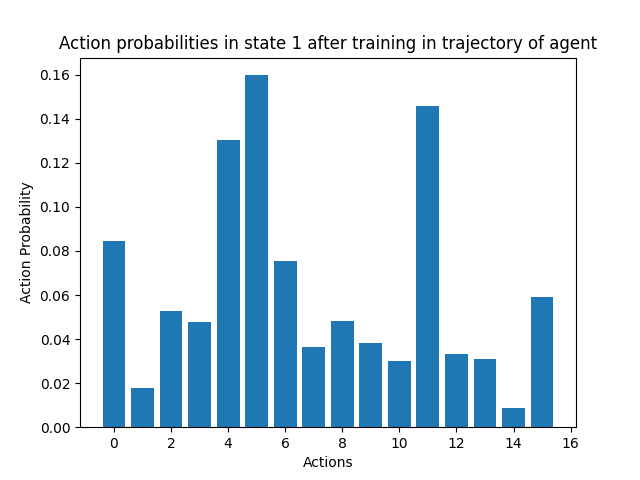 Action probabilities in state 1 after training in trajectory of agent
0.16
0.14
0.12
0.10
0.08
0.06
0.04
0.02
0.00
Action Probability
0 2 4 6 8 10 12 14 16
Actions